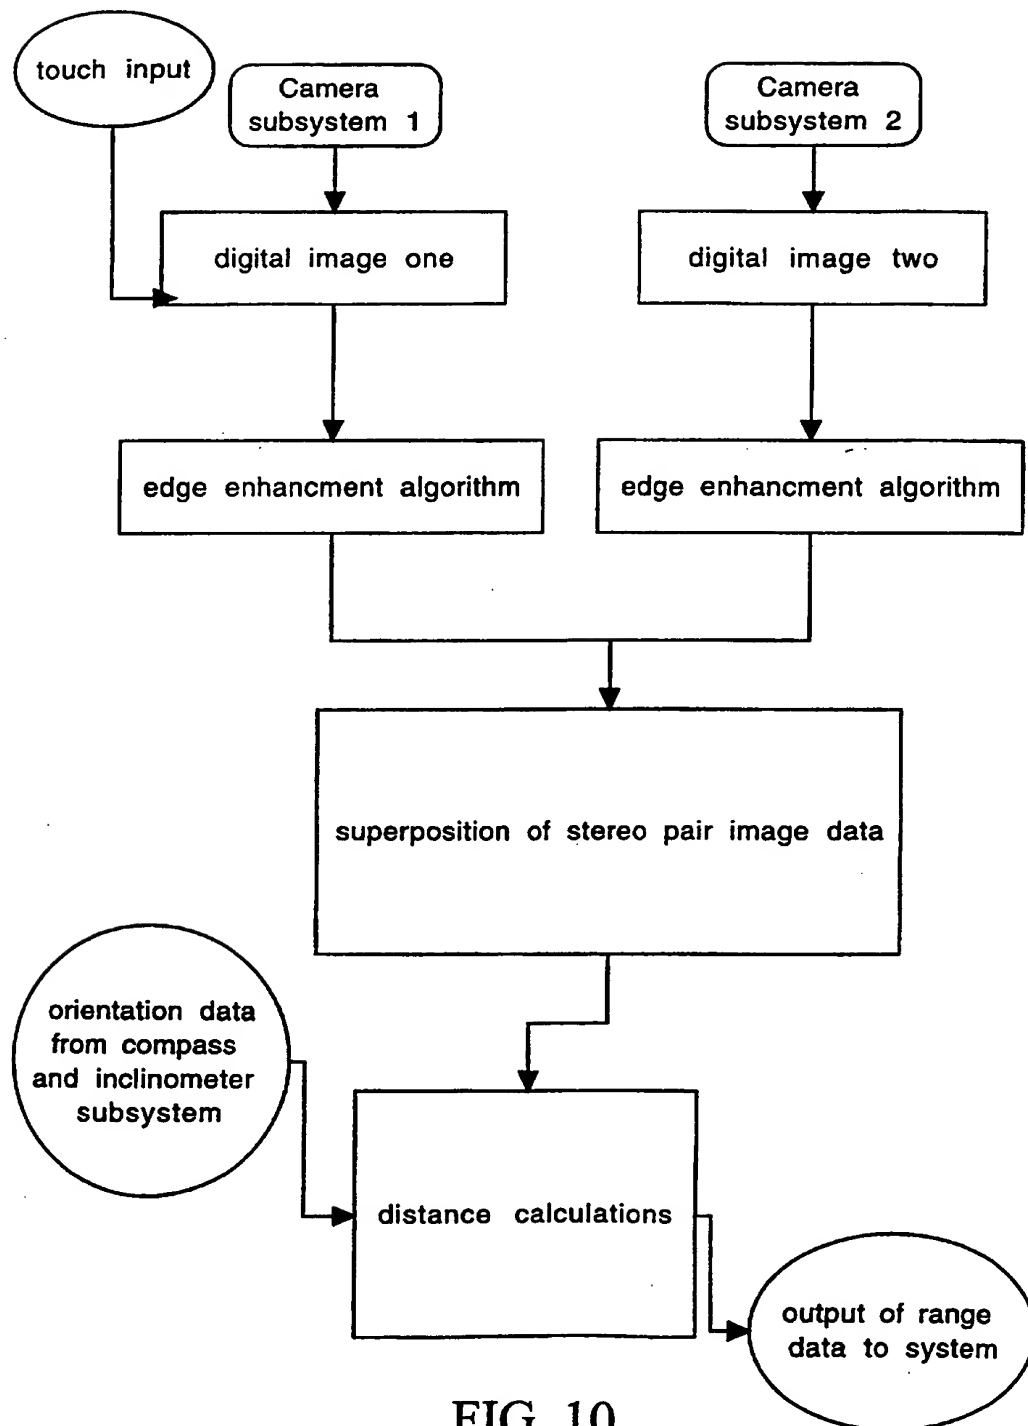 touch input
Camera
subsystem 1
Camera
subsystem 2
digital image one
digital image two
edge enhancment algorithm
edge enhancment algorithm
superposition of stereo pair image data
orientation data
from compass
and inclinometer
subsystem
distance calculations
output of range
data to system
FIG. 10